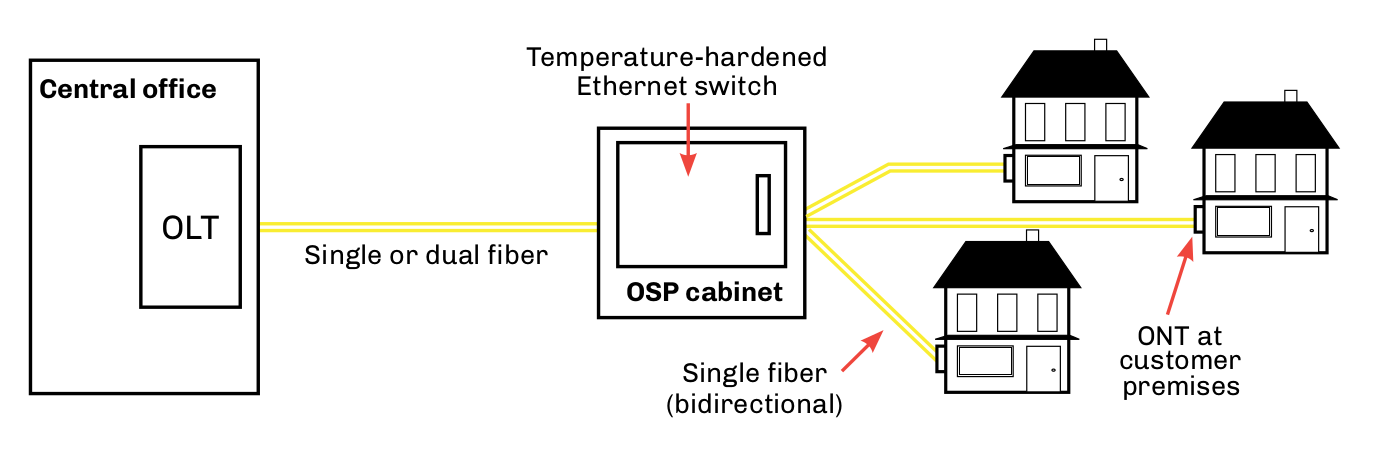 Central office
OLT
Single or dual fiber
Temperature-hardened
Ethernet switch
OSP cabinet
Single fiber
(bidirectional)
ONT at
customer
premises